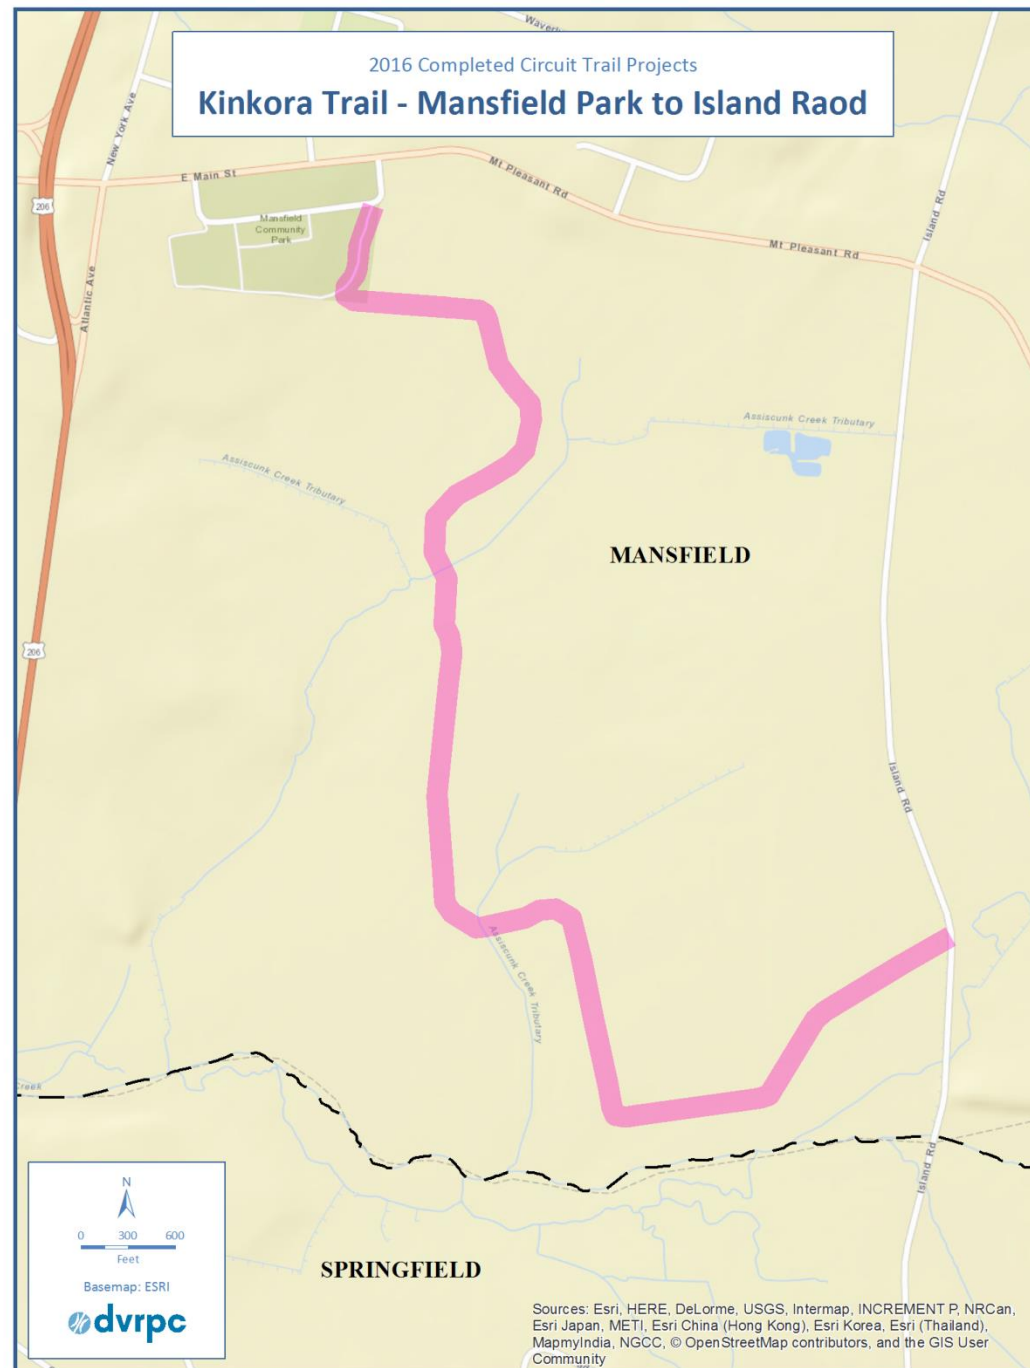 Waver
2016 Completed Circuit Trail Projects
Kinkora Trail - Mansfield Park to Island Raod
New York Ave
E Main St
Mt Pleasant Rd
206
Mansfield
Community
Park
Island Rd
Mt Pleasant Rd
Atlantic Ave
Assiscunk Creek Tributary
Assiscunk Creek Tributary
MANSFIELD
206
Island Rd
Assiscunk Creek Tributary
Creek
Island Rd
N
0 300 600
Feet
Basemap: ESRI
dvrpc
SPRINGFIELD
Sources: Esri, HERE, DeLorme, USGS, Intermap, INCREMENT P, NRCan,
Esri Japan, METI, Esri China (Hong Kong), Esri Korea, Esri (Thailand),
MapmyIndia, NGCC, © OpenStreetMap contributors, and the GIS User
Community